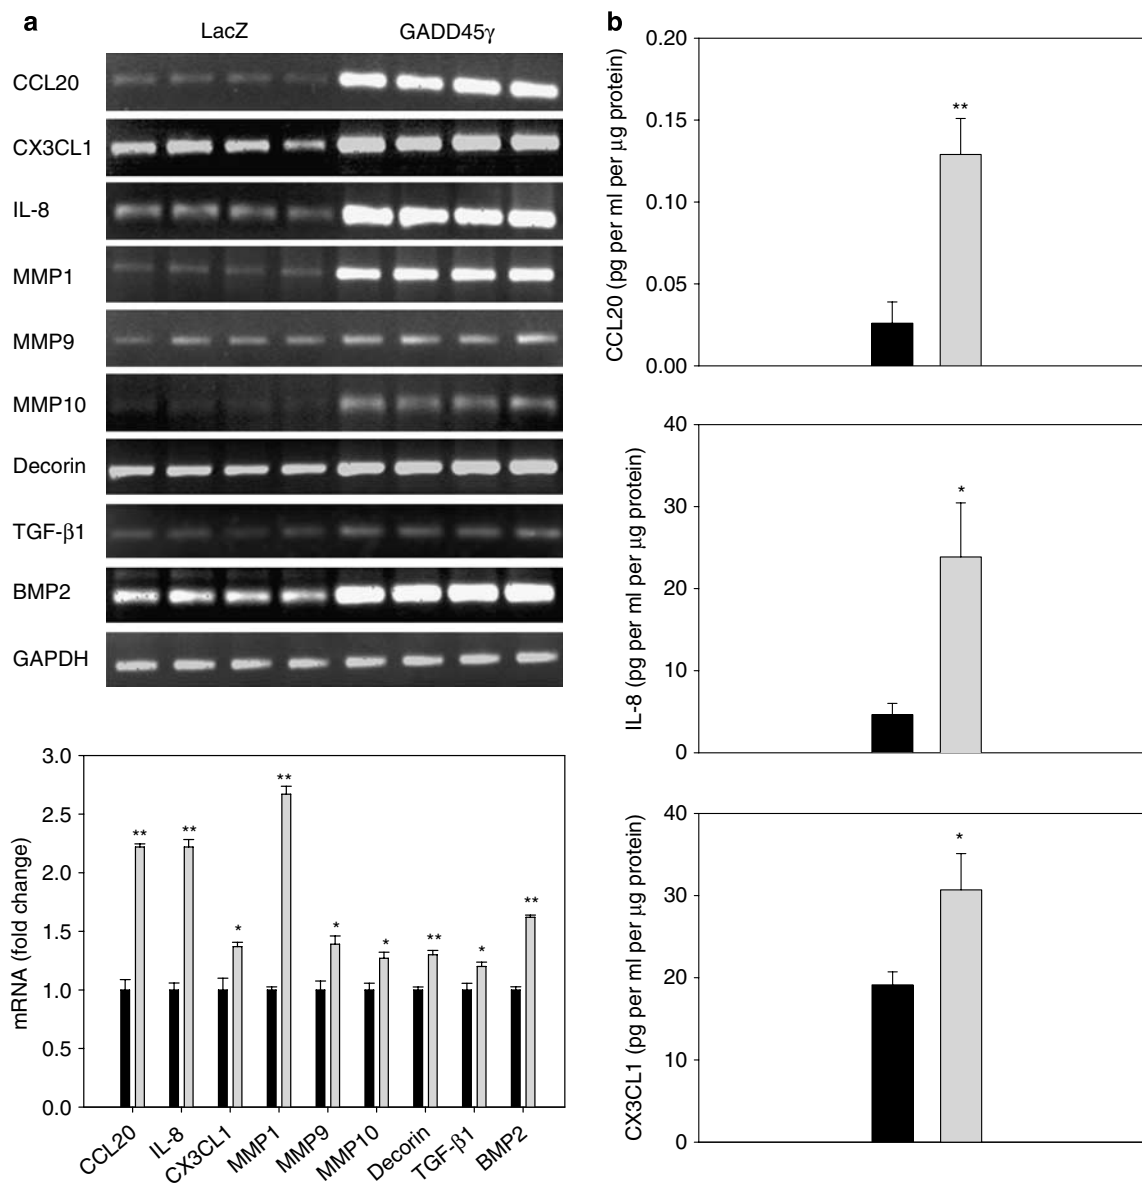 a
LacZ GADD45γ
CCL20
CX3CL1
IL-8
MMP1
MMP9
MMP10
Decorin
TGF-β1
BMP2
GAPDH
mRNA (fold change)
3.0
2.5
2.0
1.5
1.0
0.5
0.0
** ** * ** * * ** * **
CCL20 IL-8 CX3CL1 MMP1 MMP9 MMP10 Decorin TGF-β1 BMP2
b
CCL20 (pg per ml per µg protein)
0.20
0.15
0.10
0.05
0.00
**
IL-8 (pg per ml per µg protein)
40
30
20
10
0
*
CX3CL1 (pg per ml per µg protein)
40
30
20
10
0
*